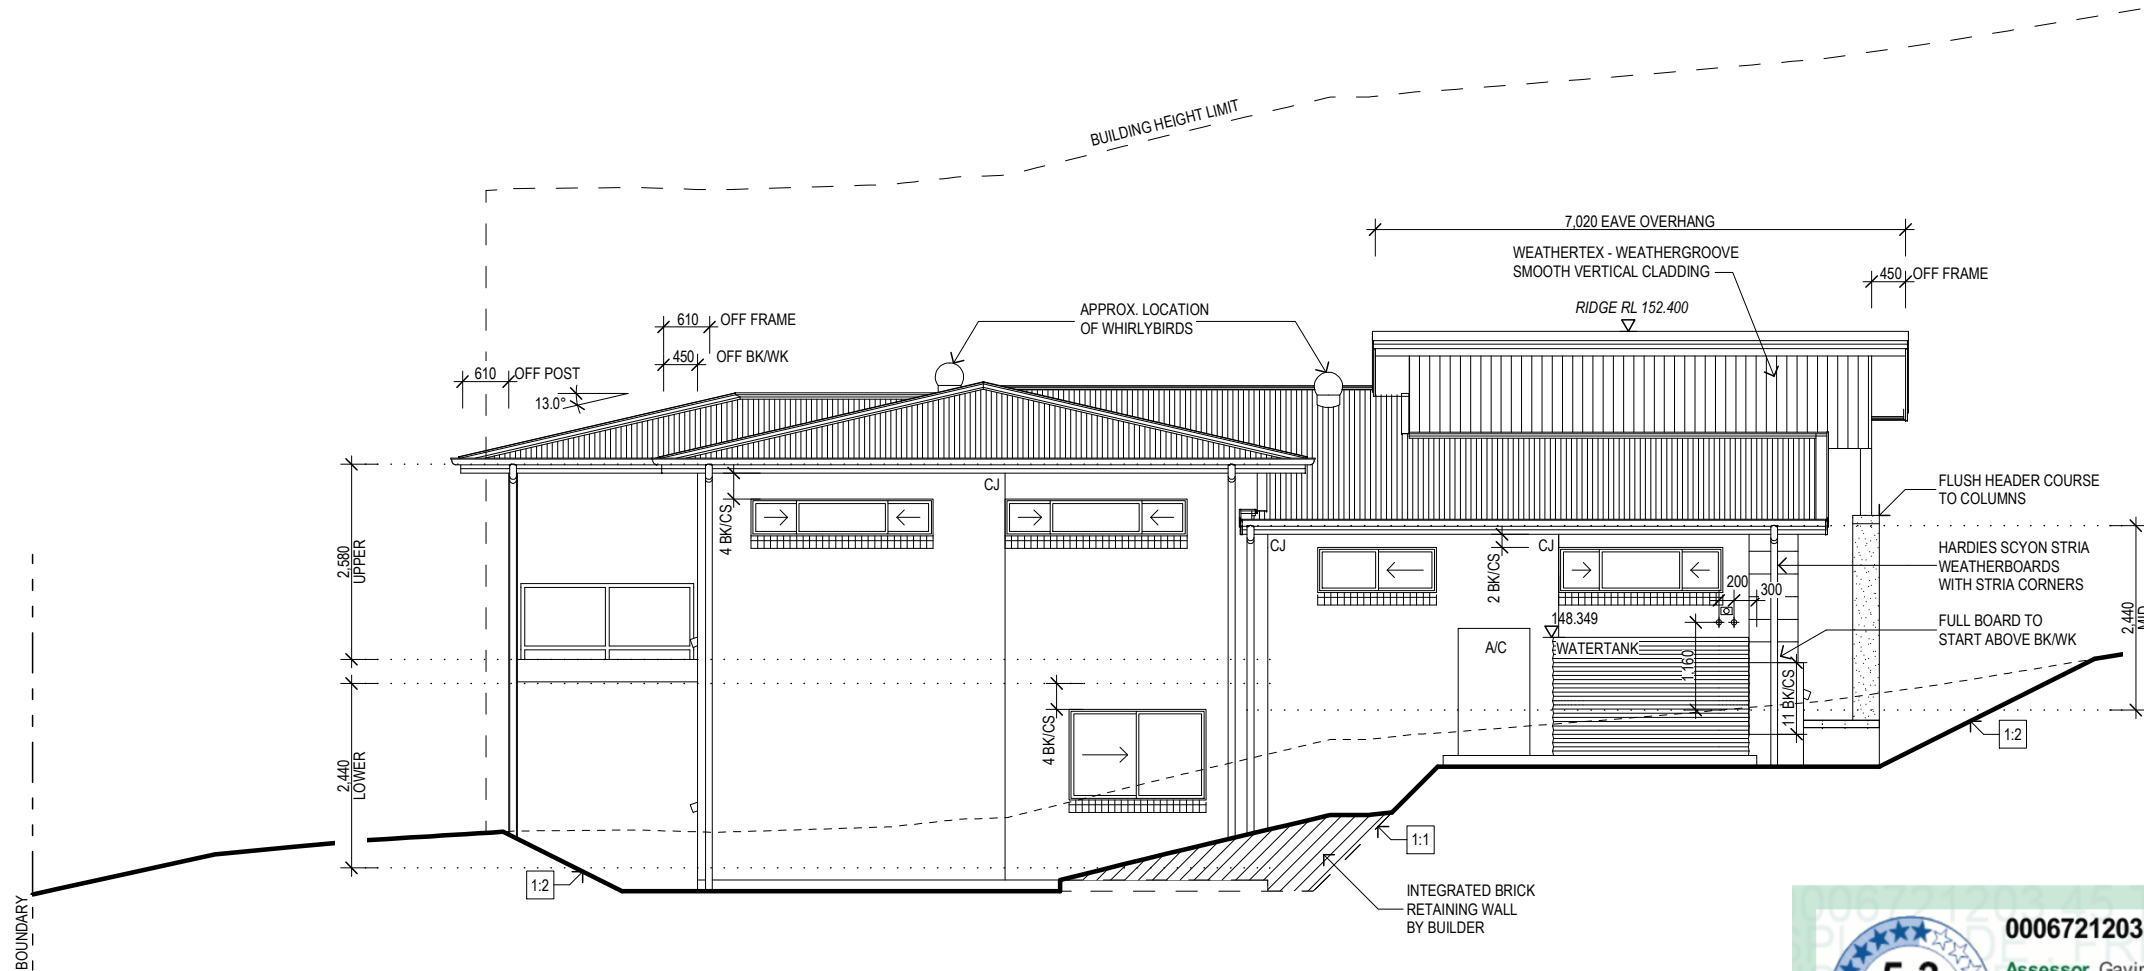 BUILDING HEIGHT LIMIT
7,020 EAVE OVERHANG
WEATHERTEX - WEATHERGROOVE
SMOOTH VERTICAL CLADDING
450 OFF FRAME
RIDGE RL 152.400
APPROX. LOCATION
OF WHIRLYBIRDS
610 OFF FRAME
450 OFF BK/WK
610 OFF POST
13.0°
CJ
4 BK/CS
2,580
UPPER
FLUSH HEADER COURSE
TO COLUMNS
CJ
CJ
2 BK/CS
HARDIES SCYON STRIA
WEATHERBOARDS
WITH STRIA CORNERS
200
300
148.349
FULL BOARD TO
START ABOVE BK/WK
2,440
MID
A/C
WATERTANK
1,160
11 BK/CS
4 BK/CS
2,440
LOWER
1:2
1:1
1:2
INTEGRATED BRICK
RETAINING WALL
BY BUILDER
BOUNDARY
0006721203
Assessor Gavin